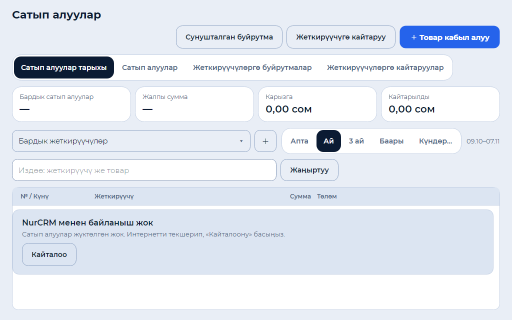 Сатып алуулар
Сунушталган буйрутма
Жеткирүүчүгө кайтаруу
+ Товар кабыл алуу
Сатып алуулар тарыхы
Сатып алуулар
Жеткирүүчүлөргө буйрутмалар
Жеткирүүчүлөргө кайтаруулар
Бардык сатып алуулар
Жалпы сумма
Карызга
Кайтарылды
—
—
0,00 сом
0,00 сом
Бардык жеткирүүчүлөр
+
Апта
Ай
3 ай
Баары
Күндөр...
09.10–07.11
Издөө: жеткирүүчү же товар
Жаңыртуу
№ / Күнү
Жеткирүүчү
Сумма
Төлөм
NurCRM менен байланыш жок
Сатып алуулар жүктөлгөн жок. Интернетти текшерип, «Кайталоону» басыңыз.
Кайталоо